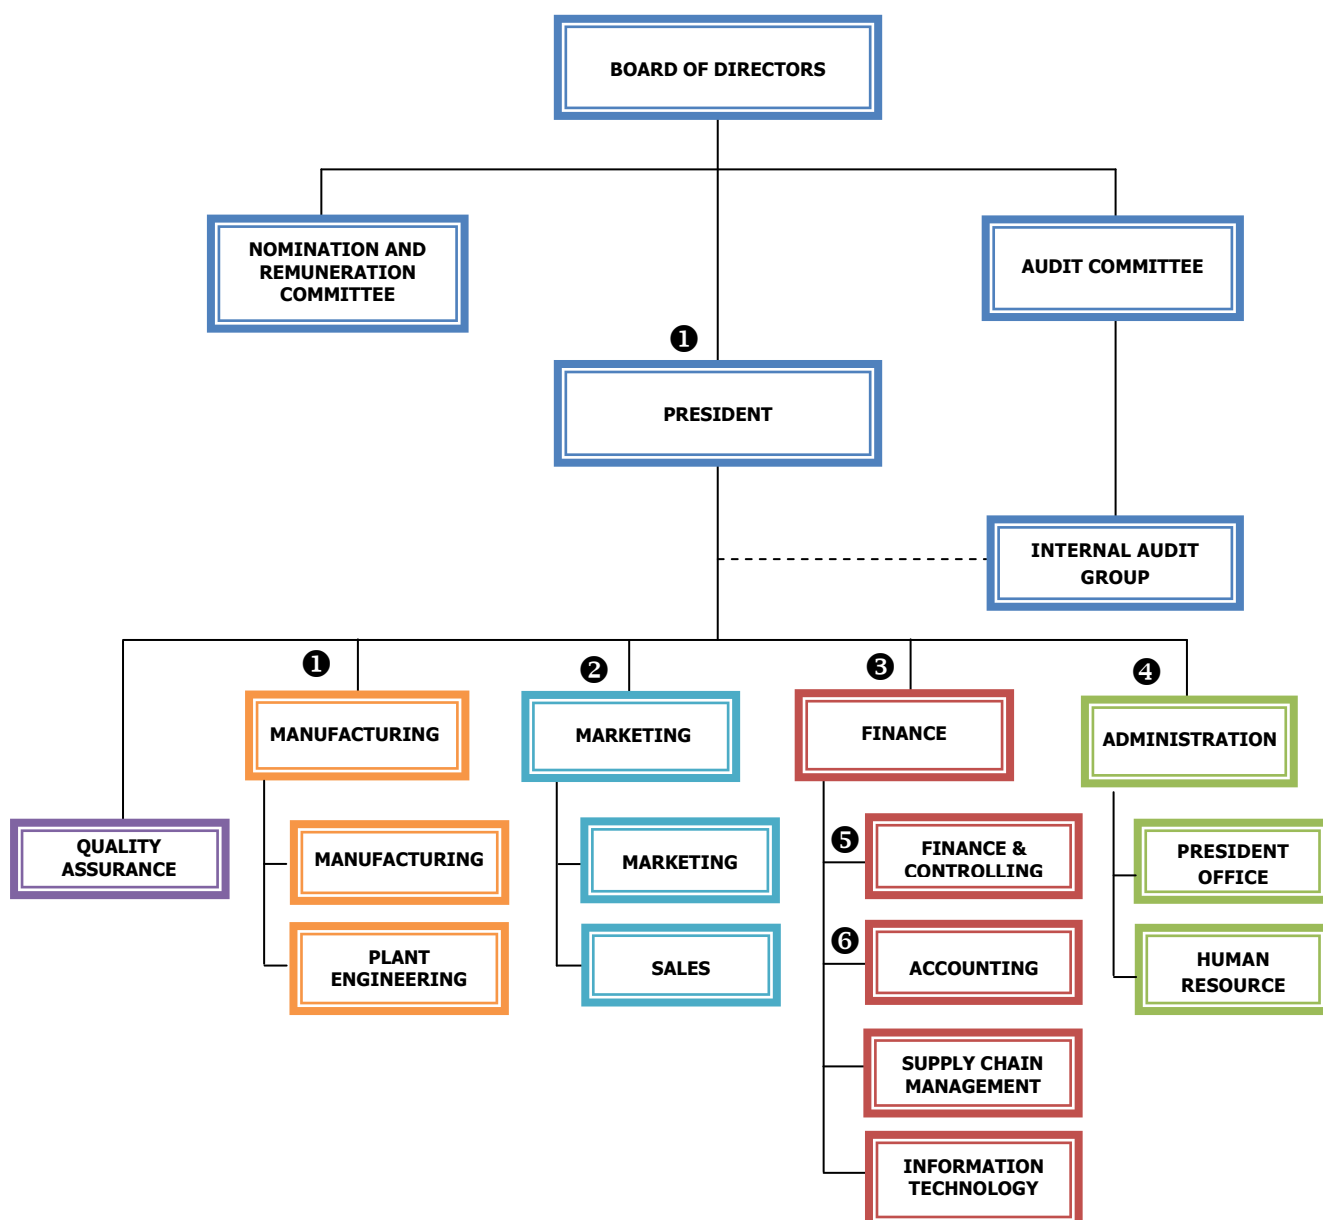 BOARD OF DIRECTORS
NOMINATION AND
REMUNERATION
COMMITTEE
AUDIT COMMITTEE
❶
PRESIDENT
INTERNAL AUDIT
GROUP
❶
❷
❸
❹
MANUFACTURING
MARKETING
FINANCE
ADMINISTRATION
QUALITY
ASSURANCE
MANUFACTURING
MARKETING
❺
FINANCE &
CONTROLLING
PRESIDENT
OFFICE
PLANT
ENGINEERING
SALES
❻
ACCOUNTING
HUMAN
RESOURCE
SUPPLY CHAIN
MANAGEMENT
INFORMATION
TECHNOLOGY